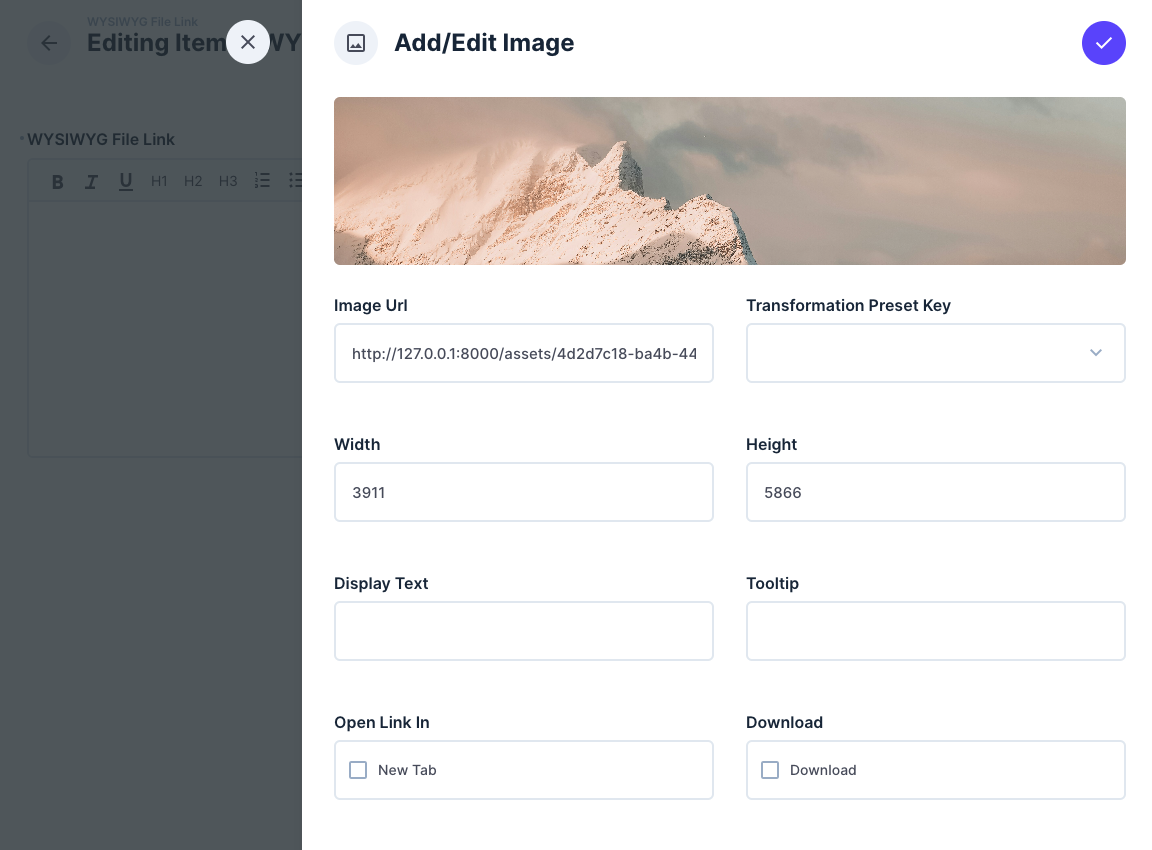 WYSIWYG File Link
Editing Item
WY
Add/Edit Image
* WYSIWYG File Link
B I U H1 H2 H3
Image Url
Transformation Preset Key
http://127.0.0.1:8000/assets/4d2d7c18-ba4b-44
Width
Height
3911
5866
Display Text
Tooltip
Open Link In
Download
New Tab
Download